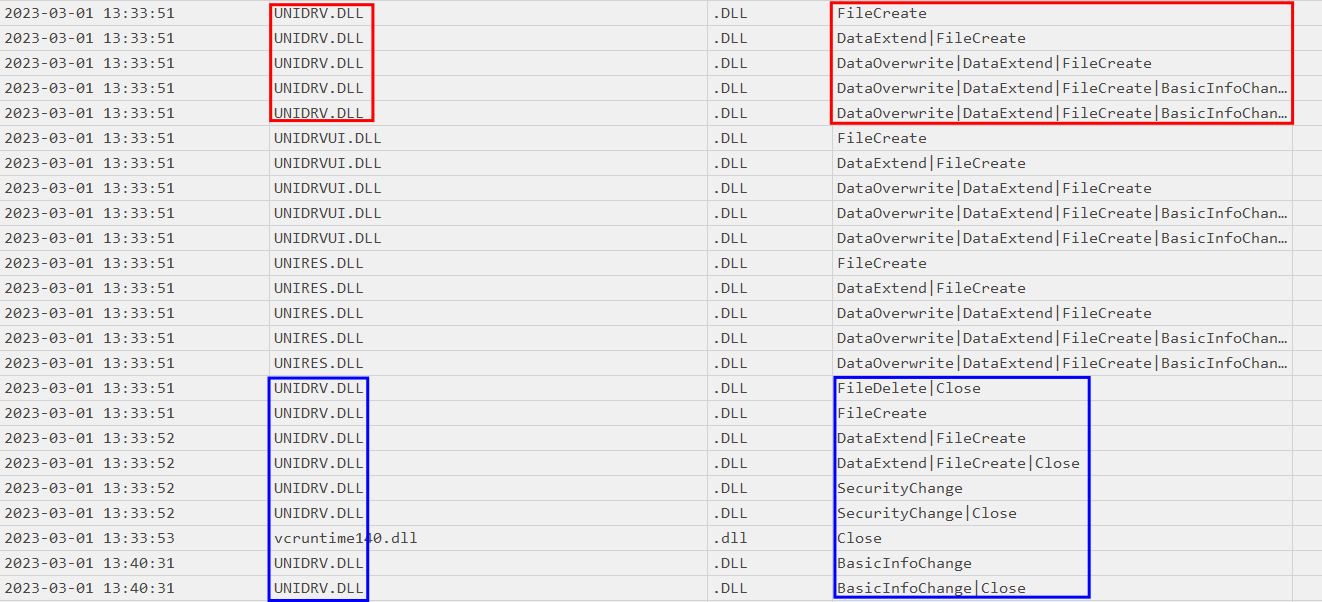 2023-03-01 13:33:51 UNIDRV.DLL .DLL FileCreate
2023-03-01 13:33:51 UNIDRV.DLL .DLL DataExtend|FileCreate
2023-03-01 13:33:51 UNIDRV.DLL .DLL DataOverwrite|DataExtend|FileCreate
2023-03-01 13:33:51 UNIDRV.DLL .DLL DataOverwrite|DataExtend|FileCreate|BasicInfoChan…
2023-03-01 13:33:51 UNIDRV.DLL .DLL DataOverwrite|DataExtend|FileCreate|BasicInfoChan…
2023-03-01 13:33:51 UNIDRVUI.DLL .DLL FileCreate
2023-03-01 13:33:51 UNIDRVUI.DLL .DLL DataExtend|FileCreate
2023-03-01 13:33:51 UNIDRVUI.DLL .DLL DataOverwrite|DataExtend|FileCreate
2023-03-01 13:33:51 UNIDRVUI.DLL .DLL DataOverwrite|DataExtend|FileCreate|BasicInfoChan…
2023-03-01 13:33:51 UNIDRVUI.DLL .DLL DataOverwrite|DataExtend|FileCreate|BasicInfoChan…
2023-03-01 13:33:51 UNIRES.DLL .DLL FileCreate
2023-03-01 13:33:51 UNIRES.DLL .DLL DataExtend|FileCreate
2023-03-01 13:33:51 UNIRES.DLL .DLL DataOverwrite|DataExtend|FileCreate
2023-03-01 13:33:51 UNIRES.DLL .DLL DataOverwrite|DataExtend|FileCreate|BasicInfoChan…
2023-03-01 13:33:51 UNIRES.DLL .DLL DataOverwrite|DataExtend|FileCreate|BasicInfoChan…
2023-03-01 13:33:51 UNIDRV.DLL .DLL FileDelete|Close
2023-03-01 13:33:51 UNIDRV.DLL .DLL FileCreate
2023-03-01 13:33:52 UNIDRV.DLL .DLL DataExtend|FileCreate
2023-03-01 13:33:52 UNIDRV.DLL .DLL DataExtend|FileCreate|Close
2023-03-01 13:33:52 UNIDRV.DLL .DLL SecurityChange
2023-03-01 13:33:52 UNIDRV.DLL .DLL SecurityChange|Close
2023-03-01 13:33:53 vcruntime140.dll .dll Close
2023-03-01 13:40:31 UNIDRV.DLL .DLL BasicInfoChange
2023-03-01 13:40:31 UNIDRV.DLL .DLL BasicInfoChange|Close